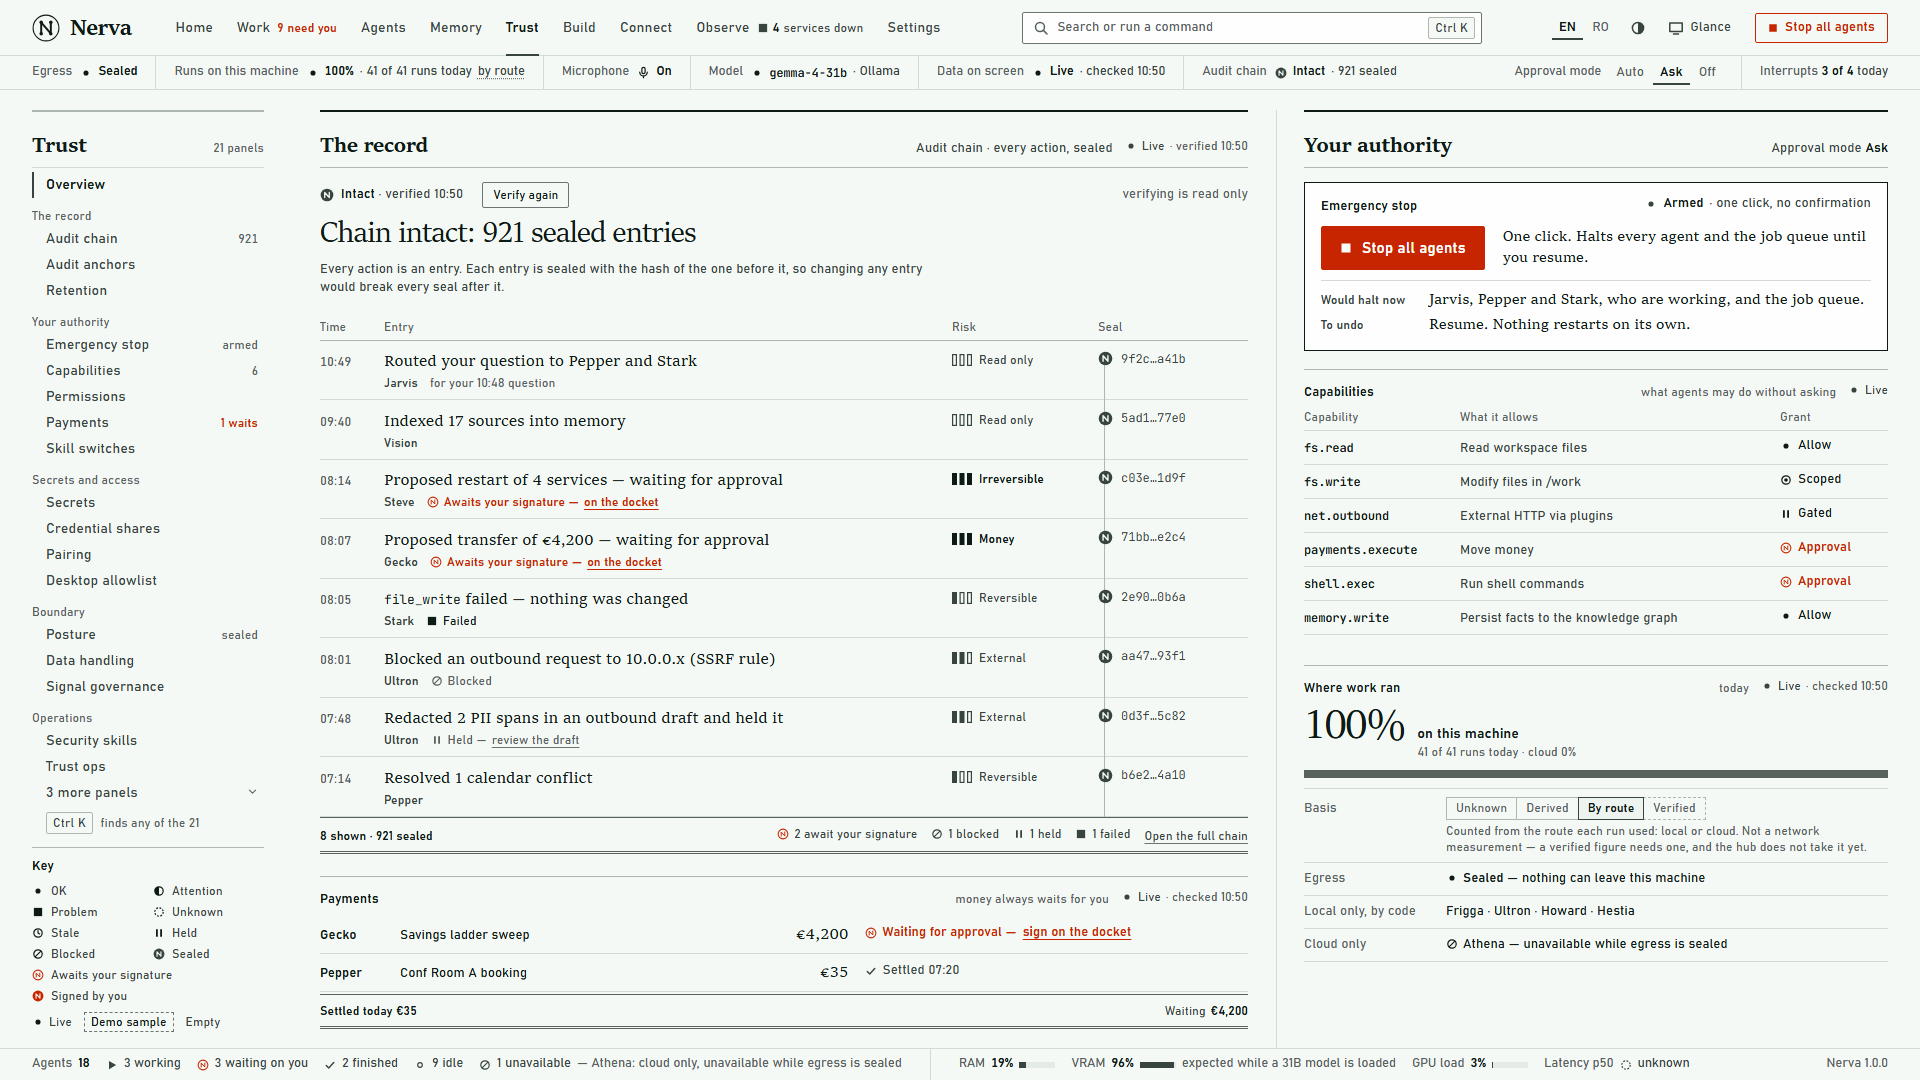 Nerva
Home Work 9 need you Agents Memory Trust Build Connect Observe 4 services down Settings
Search or run a command Ctrl K
EN RO Glance Stop all agents
Egress Sealed Runs on this machine 100% · 41 of 41 runs today by route Microphone On Model gemma-4-31b · Ollama Data on screen Live · checked 10:50 Audit chain Intact · 921 sealed Approval mode Auto Ask Off Interrupts 3 of 4 today
Trust 21 panels
Overview
The record
Audit chain 921
Audit anchors
Retention
Your authority
Emergency stop armed
Capabilities 6
Permissions
Payments 1 waits
Skill switches
Secrets and access
Secrets
Credential shares
Pairing
Desktop allowlist
Boundary
Posture sealed
Data handling
Signal governance
Operations
Security skills
Trust ops
3 more panels
Ctrl K finds any of the 21
Key
OK Attention
Problem Unknown
Stale Held
Blocked Sealed
Awaits your signature
Signed by you
Live Demo sample Empty
The record Audit chain · every action, sealed Live · verified 10:50
Intact · verified 10:50 Verify again verifying is read only
Chain intact: 921 sealed entries
Every action is an entry. Each entry is sealed with the hash of the one before it, so changing any entry
would break every seal after it.
Time Entry Risk Seal
10:49 Routed your question to Pepper and Stark Read only 9f2c…a41b
Jarvis for your 10:48 question
09:40 Indexed 17 sources into memory Read only 5ad1…77e0
Vision
08:14 Proposed restart of 4 services — waiting for approval Irreversible c03e…1d9f
Steve Awaits your signature — on the docket
08:07 Proposed transfer of €4,200 — waiting for approval Money 71bb…e2c4
Gecko Awaits your signature — on the docket
08:05 file_write failed — nothing was changed Reversible 2e90…0b6a
Stark Failed
08:01 Blocked an outbound request to 10.0.0.x (SSRF rule) External aa47…93f1
Ultron Blocked
07:48 Redacted 2 PII spans in an outbound draft and held it External 0d3f…5c82
Ultron Held — review the draft
07:14 Resolved 1 calendar conflict Reversible b6e2…4a10
Pepper
8 shown · 921 sealed 2 await your signature 1 blocked 1 held 1 failed Open the full chain
Payments money always waits for you Live · checked 10:50
Gecko Savings ladder sweep €4,200 Waiting for approval — sign on the docket
Pepper Conf Room A booking €35 Settled 07:20
Settled today €35 Waiting €4,200
Your authority Approval mode Ask
Emergency stop Armed · one click, no confirmation
Stop all agents One click. Halts every agent and the job queue until
you resume.
Would halt now Jarvis, Pepper and Stark, who are working, and the job queue.
To undo Resume. Nothing restarts on its own.
Capabilities what agents may do without asking Live
Capability What it allows Grant
fs.read Read workspace files Allow
fs.write Modify files in /work Scoped
net.outbound External HTTP via plugins Gated
payments.execute Move money Approval
shell.exec Run shell commands Approval
memory.write Persist facts to the knowledge graph Allow
Where work ran today Live · checked 10:50
100% on this machine
41 of 41 runs today · cloud 0%
Basis Unknown Derived By route Verified
Counted from the route each run used: local or cloud. Not a network
measurement — a verified figure needs one, and the hub does not take it yet.
Egress Sealed — nothing can leave this machine
Local only, by code Frigga · Ultron · Howard · Hestia
Cloud only Athena — unavailable while egress is sealed
Agents 18 3 working 3 waiting on you 2 finished 9 idle 1 unavailable — Athena: cloud only, unavailable while egress is sealed RAM 19% VRAM 96% expected while a 31B model is loaded GPU load 3% Latency p50 unknown Nerva 1.0.0